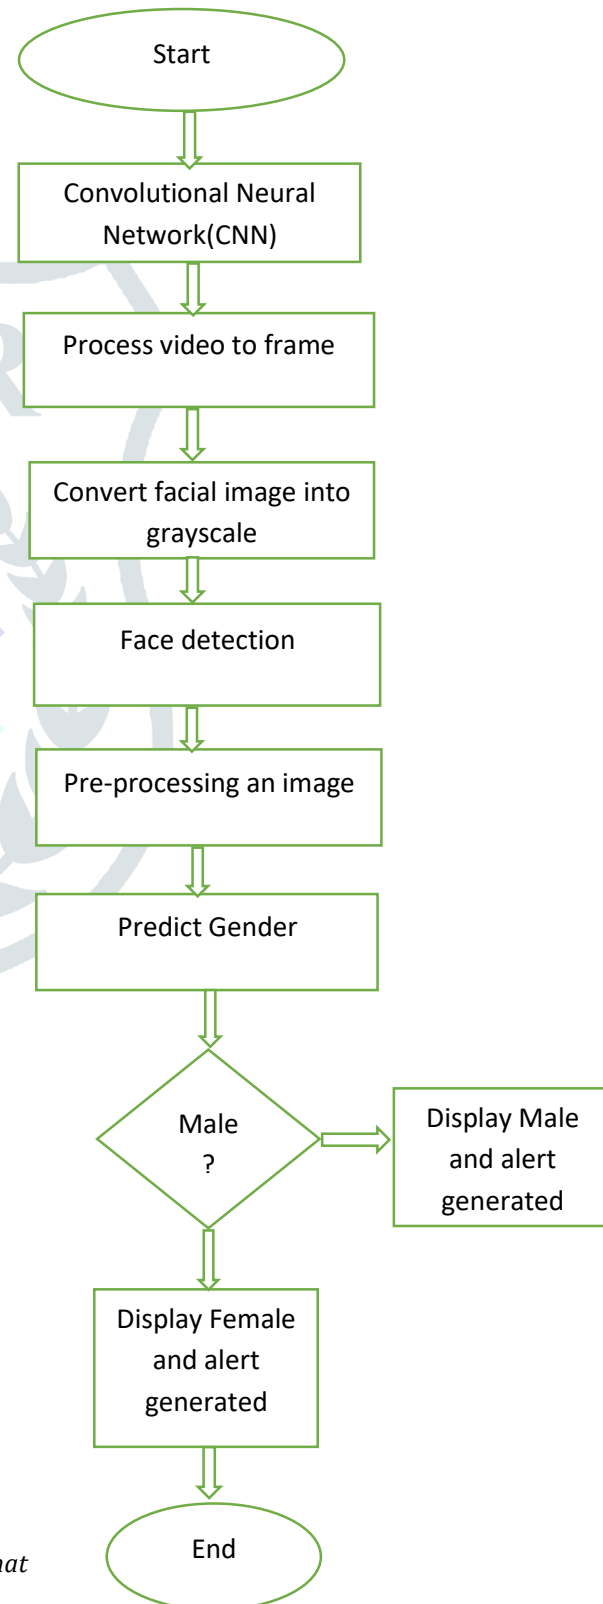 Start
Convolutional Neural
Network(CNN)
Process video to frame
Convert facial image into
grayscale
Face detection
Pre-processing an image
Predict Gender
Male
?
Display Male
and alert
generated
Display Female
and alert
generated
End